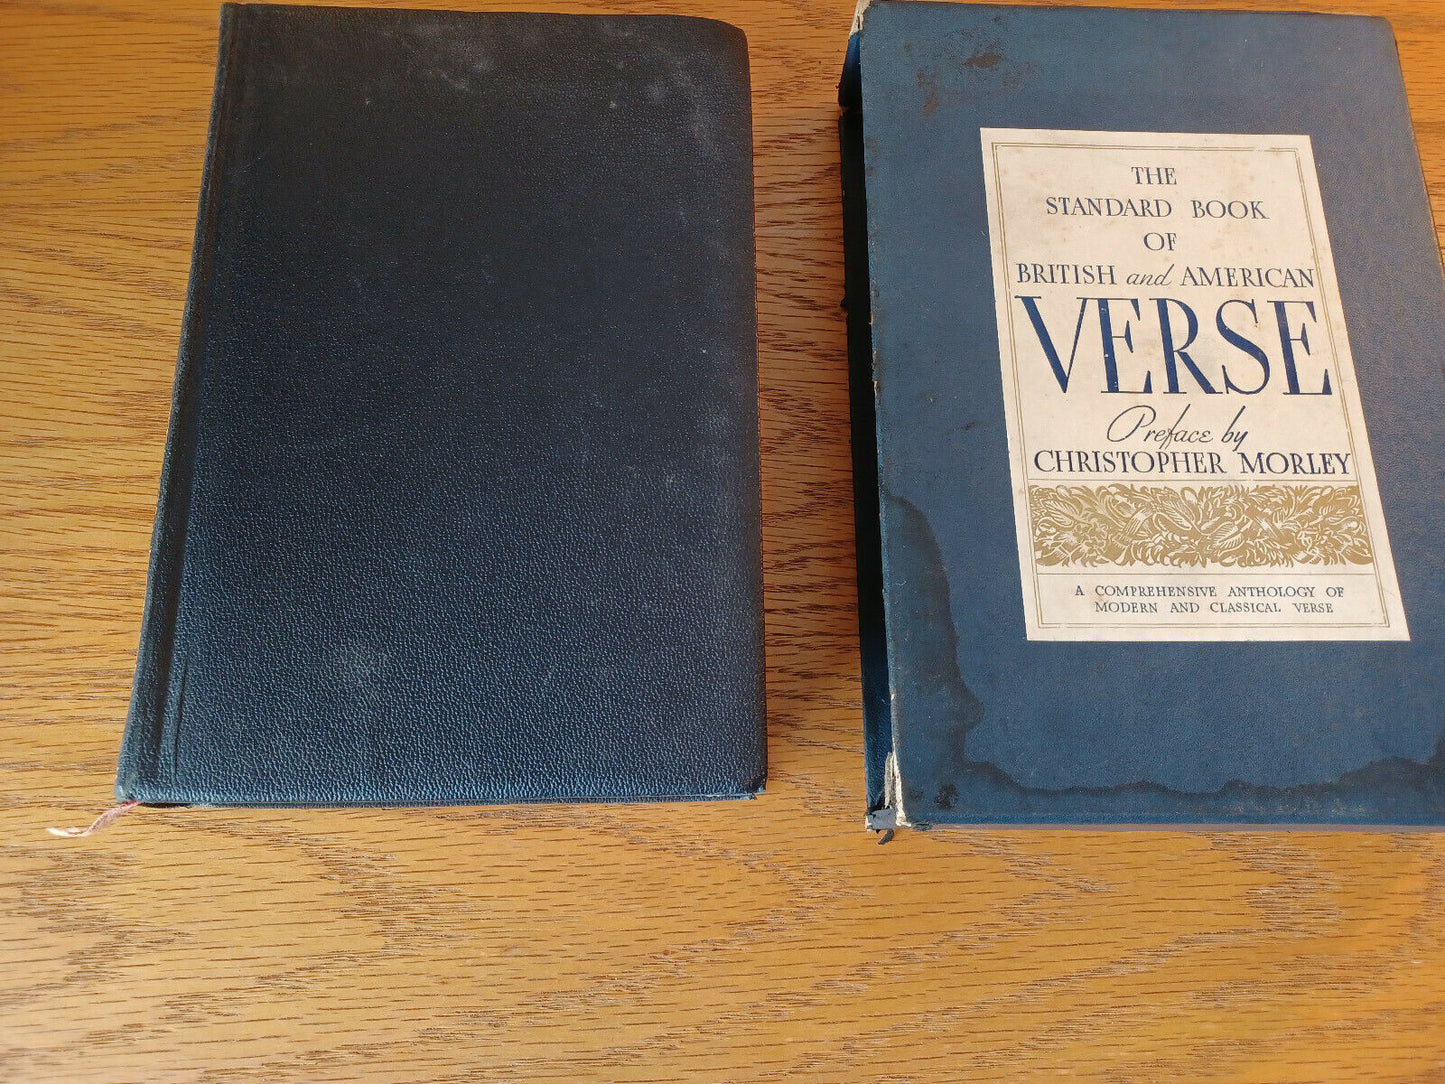 THE
STANDARD BOOK
OF
BRITISH and AMERICAN
VERSE
Preface by
CHRISTOPHER MORLEY
A COMPREHENSIVE ANTHOLOGY OF
MODERN AND CLASSICAL VERSE